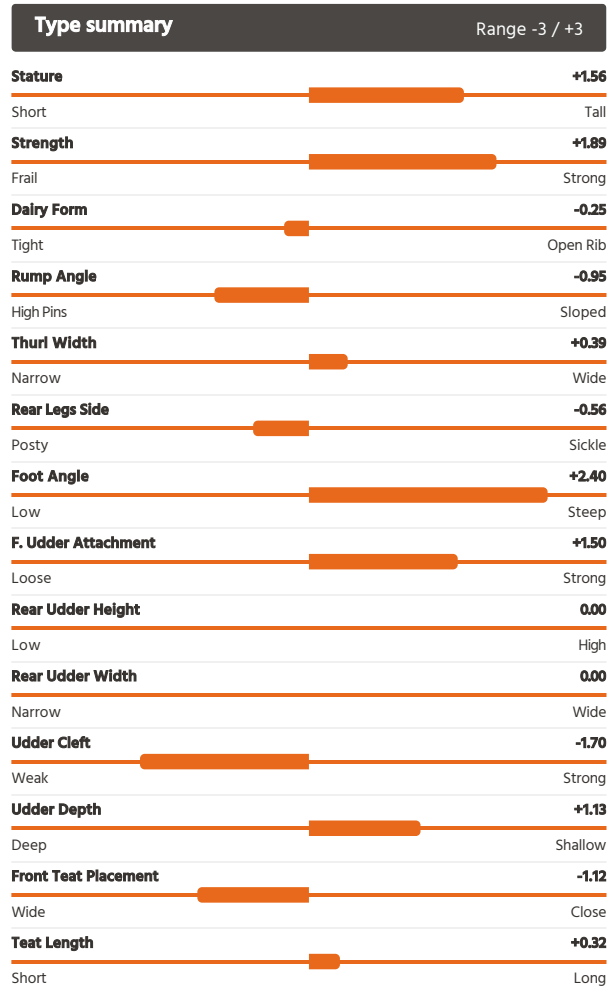 Type summary Range -3 / +3
Stature +1.56
Short Tall
Strength +1.89
Frail Strong
Dairy Form -0.25
Tight Open Rib
Rump Angle -0.95
High Pins Sloped
Thurl Width +0.39
Narrow Wide
Rear Legs Side -0.56
Posty Sickle
Foot Angle +2.40
Low Steep
F. Udder Attachment +1.50
Loose Strong
Rear Udder Height 0.00
Low High
Rear Udder Width 0.00
Narrow Wide
Udder Cleft -1.70
Weak Strong
Udder Depth +1.13
Deep Shallow
Front Teat Placement -1.12
Wide Close
Teat Length +0.32
Short Long